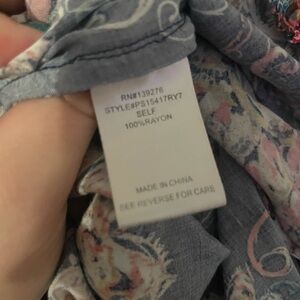 RN#139276
STYLE#PS15417RY7
SELF
100%RAYON
MADE IN CHINA
SEE REVERSE FOR CARE